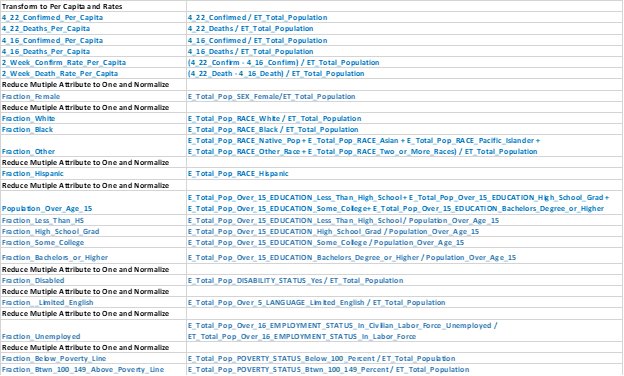 Transform to Per Capita and Rates
4_22_Confirmed_Per_Capita 4_22_Confirmed / ET_Total_Population
4_22_Deaths_Per_Capita 4_22_Deaths / ET_Total_Population
4_16_Confirmed_Per_Capita 4_16_Confirmed / ET_Total_Population
4_16_Deaths_Per_Capita 4_16_Deaths / ET_Total_Population
2_Week_Confirm_Rate_Per_Capita (4_22_Confirm - 4_16_Confirm) / ET_Total_Population
2_Week_Death_Rate_Per_Capita (4_22_Death - 4_16_Death) / ET_Total_Population
Reduce Mutiple Attribute to One and Normalize
Fraction_Female E_Total_Pop_SEX_Female/ET_Total_Population
Reduce Mutiple Attribute to One and Normalize
Fraction_White E_Total_Pop_RACE_White / ET_Total_Population
Fraction_Black E_Total_Pop_RACE_Black / ET_Total_Population
E_Total_Pop_RACE_Native_Pop + E_Total_Pop_RACE_Asian + E_Total_Pop_RACE_Pacific_Islander +
Fraction_Other E_Total_Pop_RACE_Other_Race + E_Total_Pop_RACE_Two_or_More_Races) / ET_Total_Population
Reduce Mutiple Attribute to One and Normalize
Fraction_Hispanic E_Total_Pop_RACE_Hispanic
Reduce Mutiple Attribute to One and Normalize
E_Total_Pop_Over_15_EDUCATION_Less_Than_High_School+ E_Total_Pop_Over_15_EDUCATION_High_School_Grad +
Population_Over_Age_15 E_Total_Pop_Over_15_EDUCATION_Some_College+ E_Total_Pop_Over_15_EDUCATION_Bachelors_Degree_or_Higher
Fraction_Less_Than_HS E_Total_Pop_Over_15_EDUCATION_Less_Than_High_School / Population_Over_Age_15
Fraction_High_School_Grad E_Total_Pop_Over_15_EDUCATION_High_School_Grad / Population_Over_Age_15
Fraction_Some_College E_Total_Pop_Over_15_EDUCATION_Some_College / Population_Over_Age_15
Fraction_Bachelors_or_Higher E_Total_Pop_Over_15_EDUCATION_Bachelors_Degree_or_Higher / Population_Over_Age_15
Reduce Mutiple Attribute to One and Normalize
Fraction_Disabled E_Total_Pop_DISABILITY_STATUS_Yes / ET_Total_Population
Reduce Mutiple Attribute to One and Normalize
Fraction__Limited_English E_Total_Pop_Over_5_LANGUAGE_Limited_English / ET_Total_Population
Reduce Mutiple Attribute to One and Normalize
E_Total_Pop_Over_16_EMPLOYMENT_STATUS_In_Civilian_Labor_Force_Unemployed /
Fraction_Unemployed ET_Total_Pop_Over_16_EMPLOYMENT_STATUS_In_Labor_Force
Reduce Mutiple Attribute to One and Normalize
Fraction_Below_Poverty_Line E_Total_Pop_POVERTY_STATUS_Below_100_Percent / ET_Total_Population
Fraction_Btwn_100_149_Above_Poverty_Line E_Total_Pop_POVERTY_STATUS_Btwn_100_149_Percent / ET_Total_Population